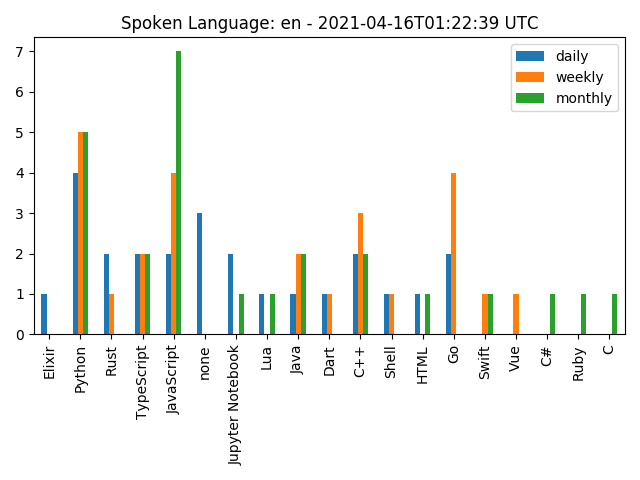 Spoken Language: en - 2021-04-16T01:22:39 UTC
daily
weekly
monthly
7
6
5
4
3
2
1
0
Elixir
Python
Rust
TypeScript
JavaScript
none
Jupyter Notebook
Lua
Java
Dart
C++
Shell
HTML
Go
Swift
Vue
C#
Ruby
C